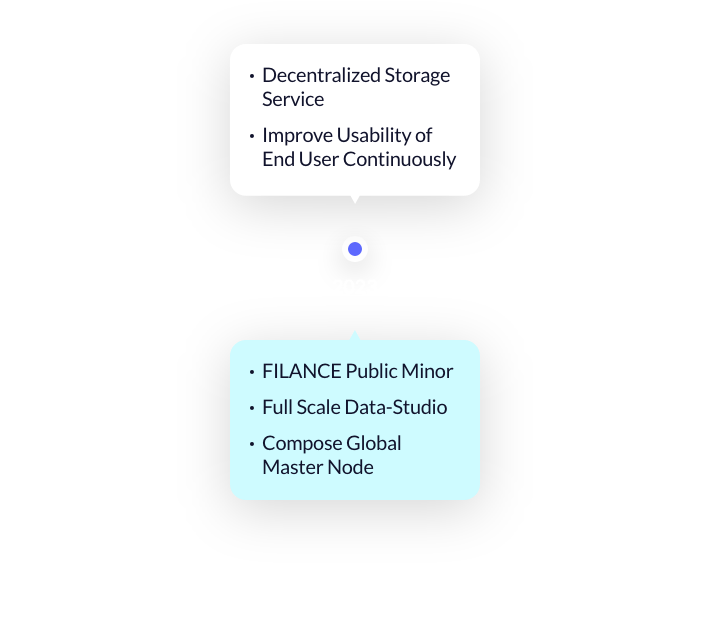 • Decentralized Storage
Service
• Improve Usability of
End User Continuously
• FILANCE Public Minor
• Full Scale Data-Studio
• Compose Global
Master Node